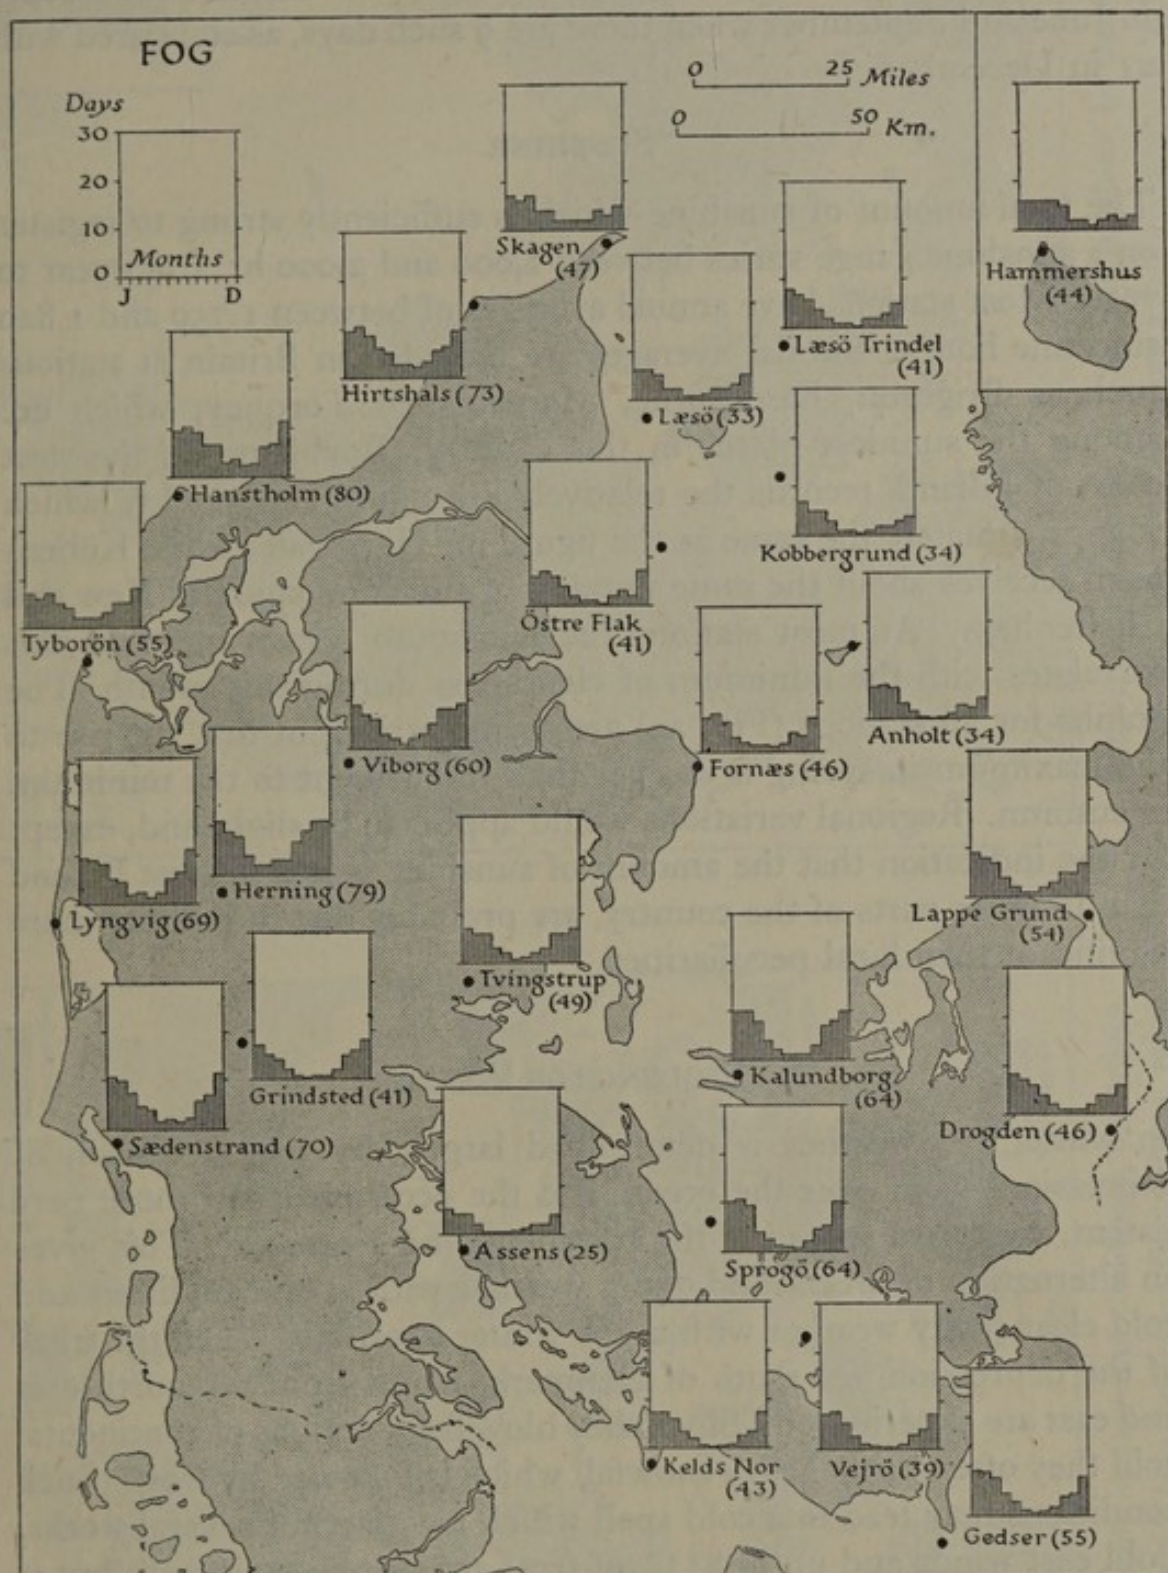 FOG
Days
30
20
10
0
Months
J D
0 25 Miles
0 50 Km.
Skagen
(47)
Hammershus
(44)
Hirtshals (73)
Læsö Trindel
(41)
Læsö (33)
Hanstholm (80)
Kobbergrund (34)
Tyborön (55)
Östre Flak
(41)
Anholt (34)
Viborg (60)
Fornæs (46)
Herning (79)
Lyngvig (69)
Lappe Grund
(54)
Tvingstrup
(49)
Grindsted (41)
Kalundborg
(64)
Sædenstrand (70)
Drogden (46)
Assens (25)
Sprogö (64)
Kelds Nor
(43)
Vejrö (39)
Gedser (55)